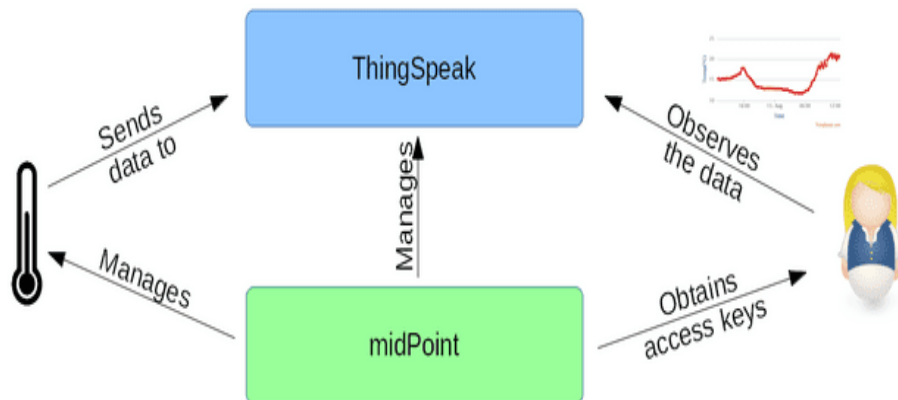 ThingSpeak
Sends
data to
Observes
the data
Manages
Manages
Obtains
access keys
midPoint